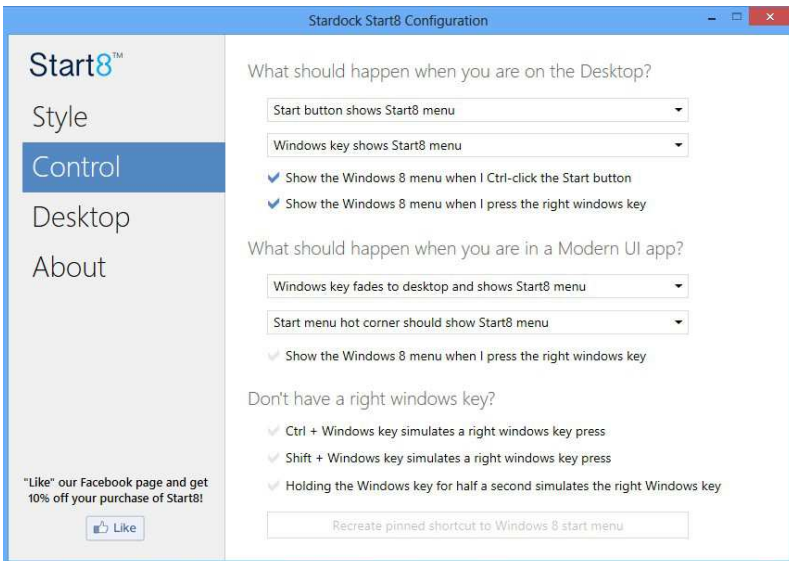 Stardock Start8 Configuration
Start8™
Style
Control
Desktop
About
"Like" our Facebook page and get
10% off your purchase of Start8!
Like
What should happen when you are on the Desktop?
Start button shows Start8 menu
Windows key shows Start8 menu
Show the Windows 8 menu when I Ctrl-click the Start button
Show the Windows 8 menu when I press the right windows key
What should happen when you are in a Modern UI app?
Windows key fades to desktop and shows Start8 menu
Start menu hot corner should show Start8 menu
Show the Windows 8 menu when I press the right windows key
Don't have a right windows key?
Ctrl + Windows key simulates a right windows key press
Shift + Windows key simulates a right windows key press
Holding the Windows key for half a second simulates the right Windows key
Recreate pinned shortcut to Windows 8 start menu